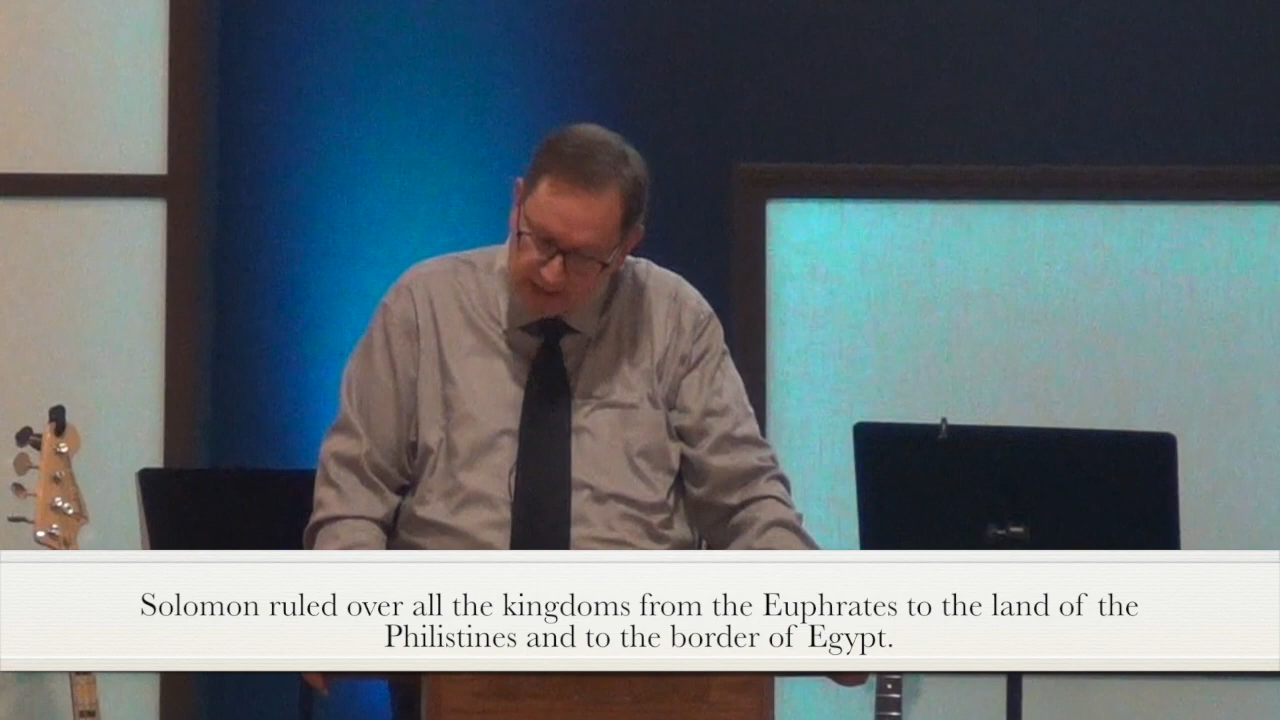 Solomon ruled over all the kingdoms from the Euphrates to the land of the
Philistines and to the border of Egypt.